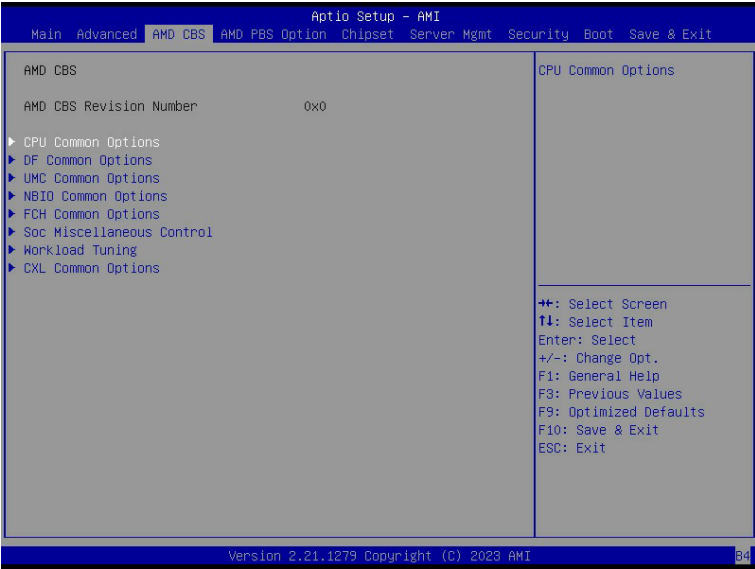 Aptio Setup - AMI
Main Advanced AMD CBS AMD PBS Option Chipset Server Mgmt Security Boot Save & Exit
AMD CBS
AMD CBS Revision Number 0x0
CPU Common Options
DF Common Options
UMC Common Options
NBIO Common Options
FCH Common Options
Soc Miscellaneous Control
Workload Tuning
CXL Common Options
CPU Common Options
→←: Select Screen
↑↓: Select Item
Enter: Select
+/-: Change Opt.
F1: General Help
F3: Previous Values
F9: Optimized Defaults
F10: Save & Exit
ESC: Exit
Version 2.21.1279 Copyright (C) 2023 AMI
B4